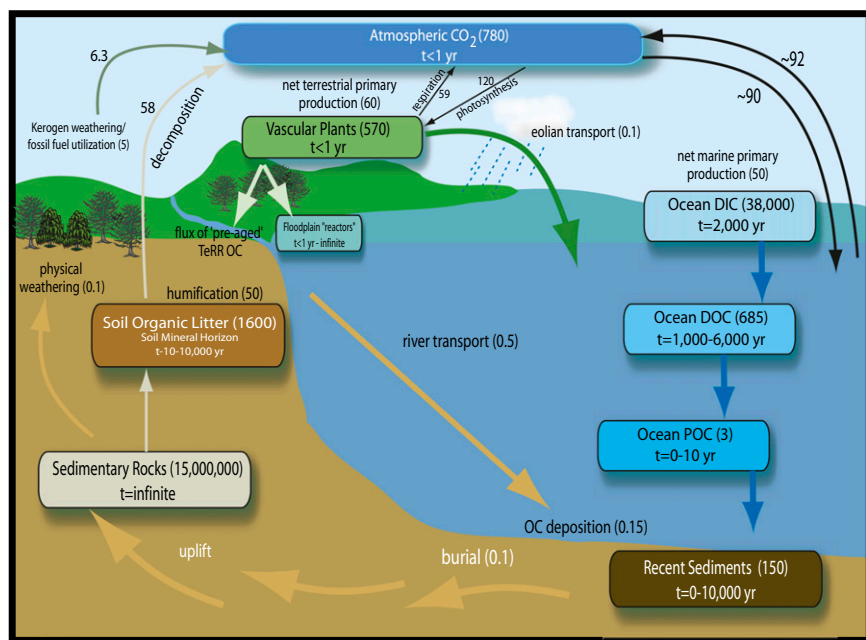 Atmospheric CO2 (780)
t<1 yr
6.3
~92
~90
58
decomposition
Kerogen weathering/
fossil fuel utilization (5)
net terrestrial primary
production (60)
respiration
59
120
photosynthesis
Vascular Plants (570)
t<1 yr
eolian transport (0.1)
net marine primary
production (50)
Ocean DIC (38,000)
t=2,000 yr
flux of 'pre-aged'
TeRR OC
Floodplain "reactors"
t<1 yr - infinite
physical
weathering (0.1)
humification (50)
Soil Organic Litter (1600)
Soil Mineral Horizon
t-10-10,000 yr
river transport (0.5)
Ocean DOC (685)
t=1,000-6,000 yr
Ocean POC (3)
t=0-10 yr
Sedimentary Rocks (15,000,000)
t=infinite
OC deposition (0.15)
uplift
burial (0.1)
Recent Sediments (150)
t=0-10,000 yr